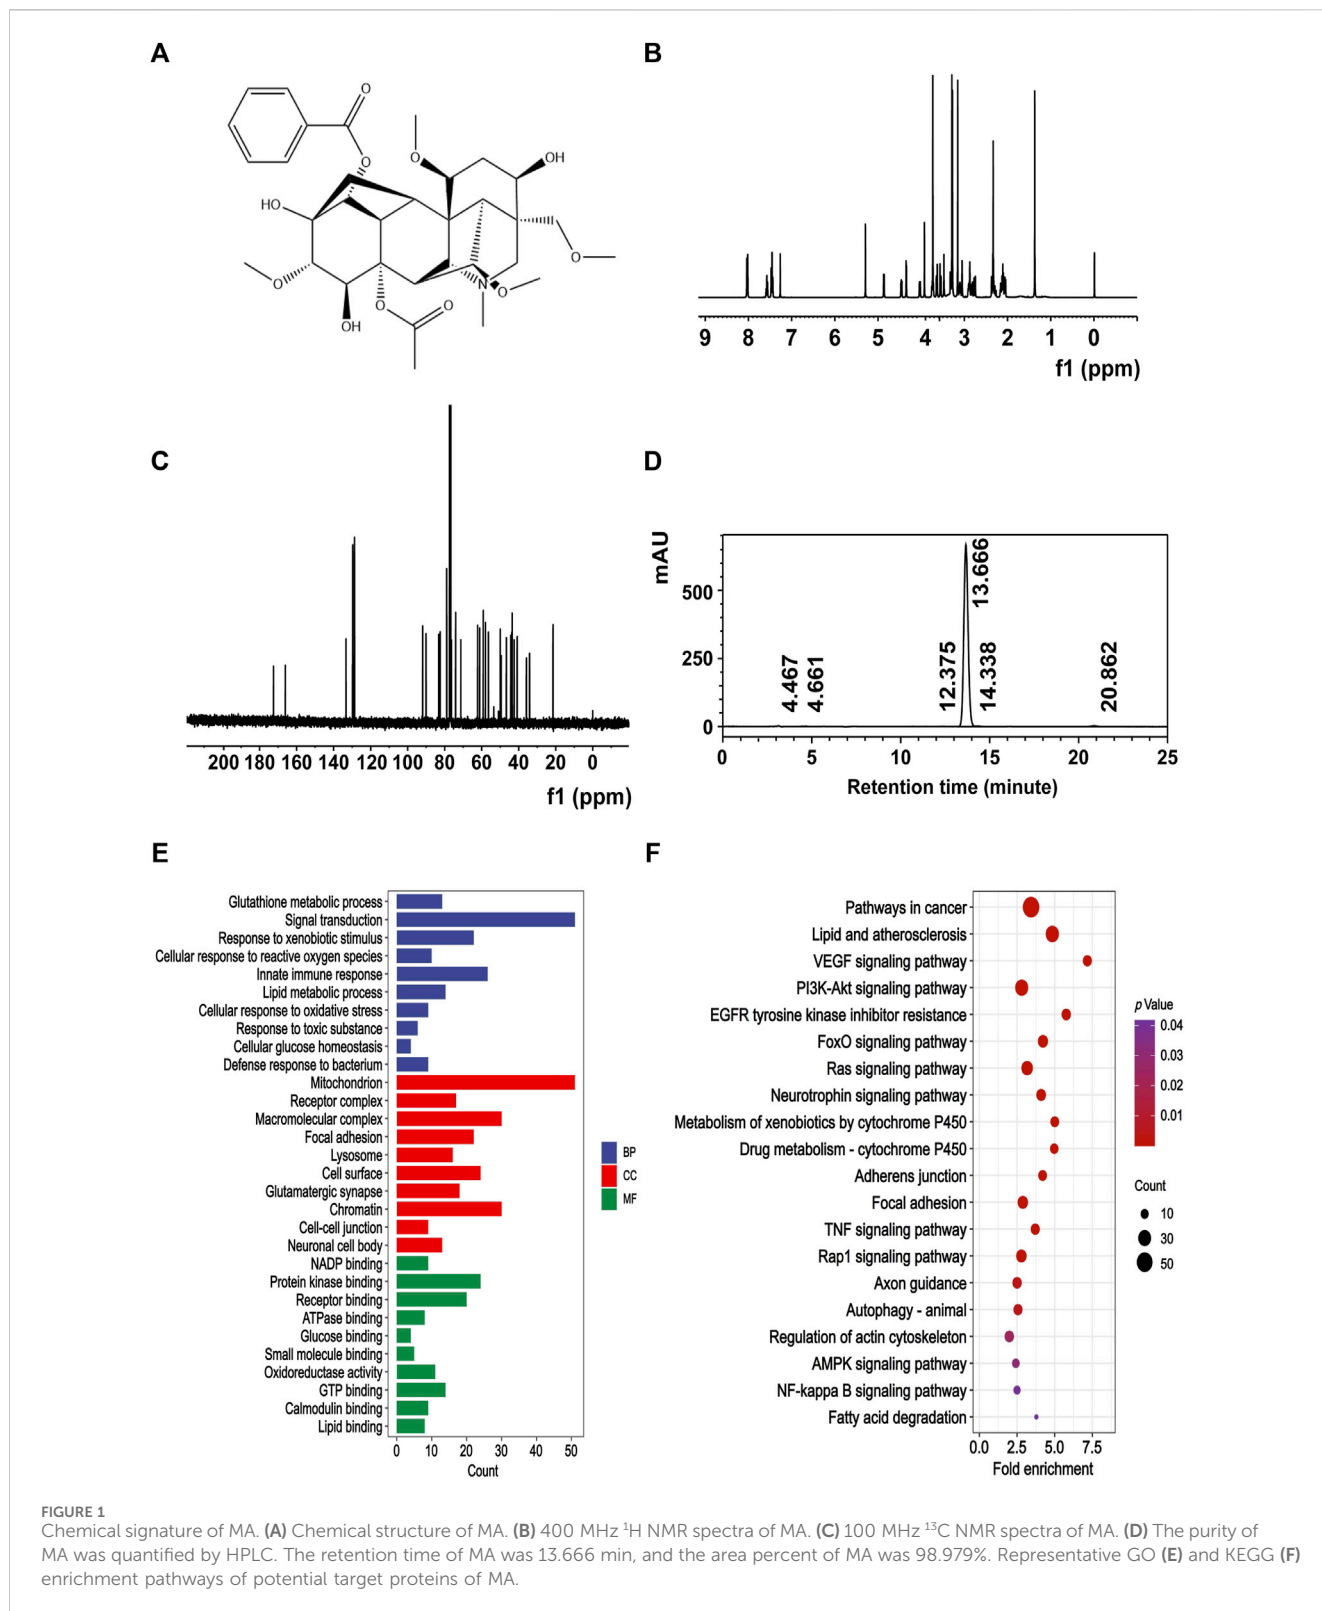 A
O
O
O
OH
HO
O
O
N
O
OH
O
O
B
9 8 7 6 5 4 3 2 1 0
f1 (ppm)
C
200 180 160 140 120 100 80 60 40 20 0
f1 (ppm)
D
mAU
500
250
0
4.467
4.661
12.375
13.666
14.338
20.862
0 5 10 15 20 25
Retention time (minute)
E
Glutathione metabolic process
Signal transduction
Response to xenobiotic stimulus
Cellular response to reactive oxygen species
Innate immune response
Lipid metabolic process
Cellular response to oxidative stress
Response to toxic substance
Cellular glucose homeostasis
Defense response to bacterium
Mitochondrion
Receptor complex
Macromolecular complex
Focal adhesion
Lysosome
Cell surface
Glutamatergic synapse
Chromatin
Cell-cell junction
Neuronal cell body
NADP binding
Protein kinase binding
Receptor binding
ATPase binding
Glucose binding
Small molecule binding
Oxidoreductase activity
GTP binding
Calmodulin binding
Lipid binding
0 10 20 30 40 50
Count
BP
CC
MF
F
Pathways in cancer
Lipid and atherosclerosis
VEGF signaling pathway
PI3K-Akt signaling pathway
EGFR tyrosine kinase inhibitor resistance
FoxO signaling pathway
Ras signaling pathway
Neurotrophin signaling pathway
Metabolism of xenobiotics by cytochrome P450
Drug metabolism - cytochrome P450
Adherens junction
Focal adhesion
TNF signaling pathway
Rap1 signaling pathway
Axon guidance
Autophagy - animal
Regulation of actin cytoskeleton
AMPK signaling pathway
NF-kappa B signaling pathway
Fatty acid degradation
0.0 2.5 5.0 7.5
Fold enrichment
p Value
0.04
0.03
0.02
0.01
Count
10
30
50
FIGURE 1
Chemical signature of MA. (A) Chemical structure of MA. (B) 400 MHz ¹H NMR spectra of MA. (C) 100 MHz ¹³C NMR spectra of MA. (D) The purity of
MA was quantified by HPLC. The retention time of MA was 13.666 min, and the area percent of MA was 98.979%. Representative GO (E) and KEGG (F)
enrichment pathways of potential target proteins of MA.